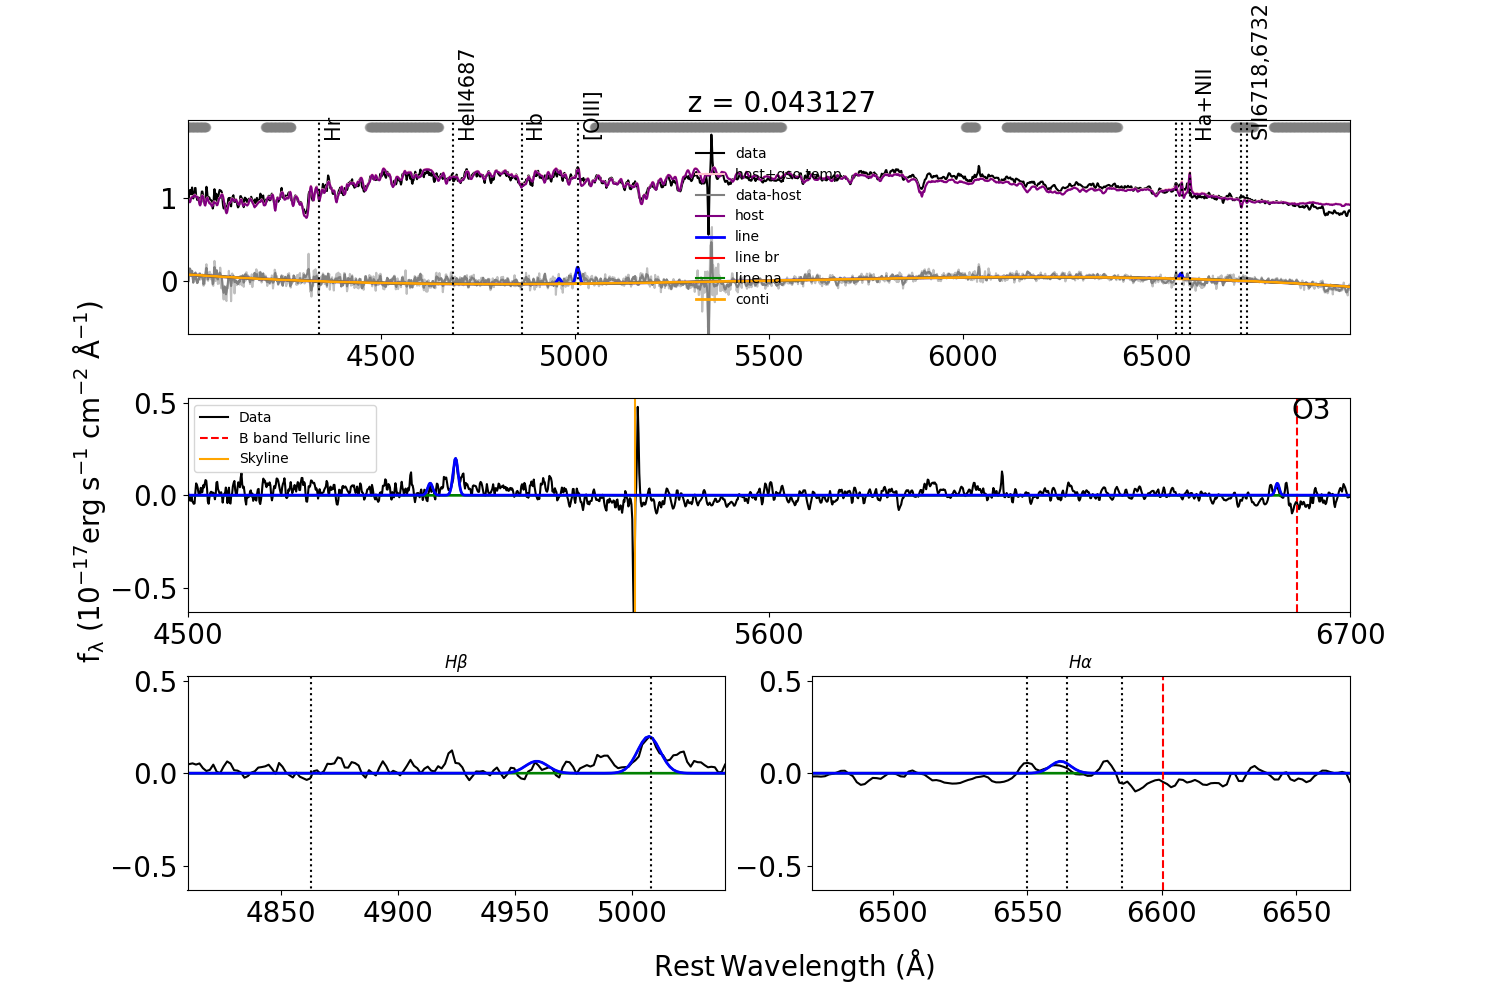 z = 0.043127
Hr
HeII4687
Hb
[OIII]
Ha+NII
SII6718,6732
data
host+qso temp
data-host
host
line
line br
line na
conti
1
0
4500 5000 5500 6000 6500
fλ (10⁻¹⁷erg s⁻¹ cm⁻² Å⁻¹)
O3
Data
B band Telluric line
Skyline
0.5
0.0
−0.5
4500 5600 6700
Hβ
0.5
0.0
−0.5
4850 4900 4950 5000
Hα
0.5
0.0
−0.5
6500 6550 6600 6650
Rest Wavelength (Å)